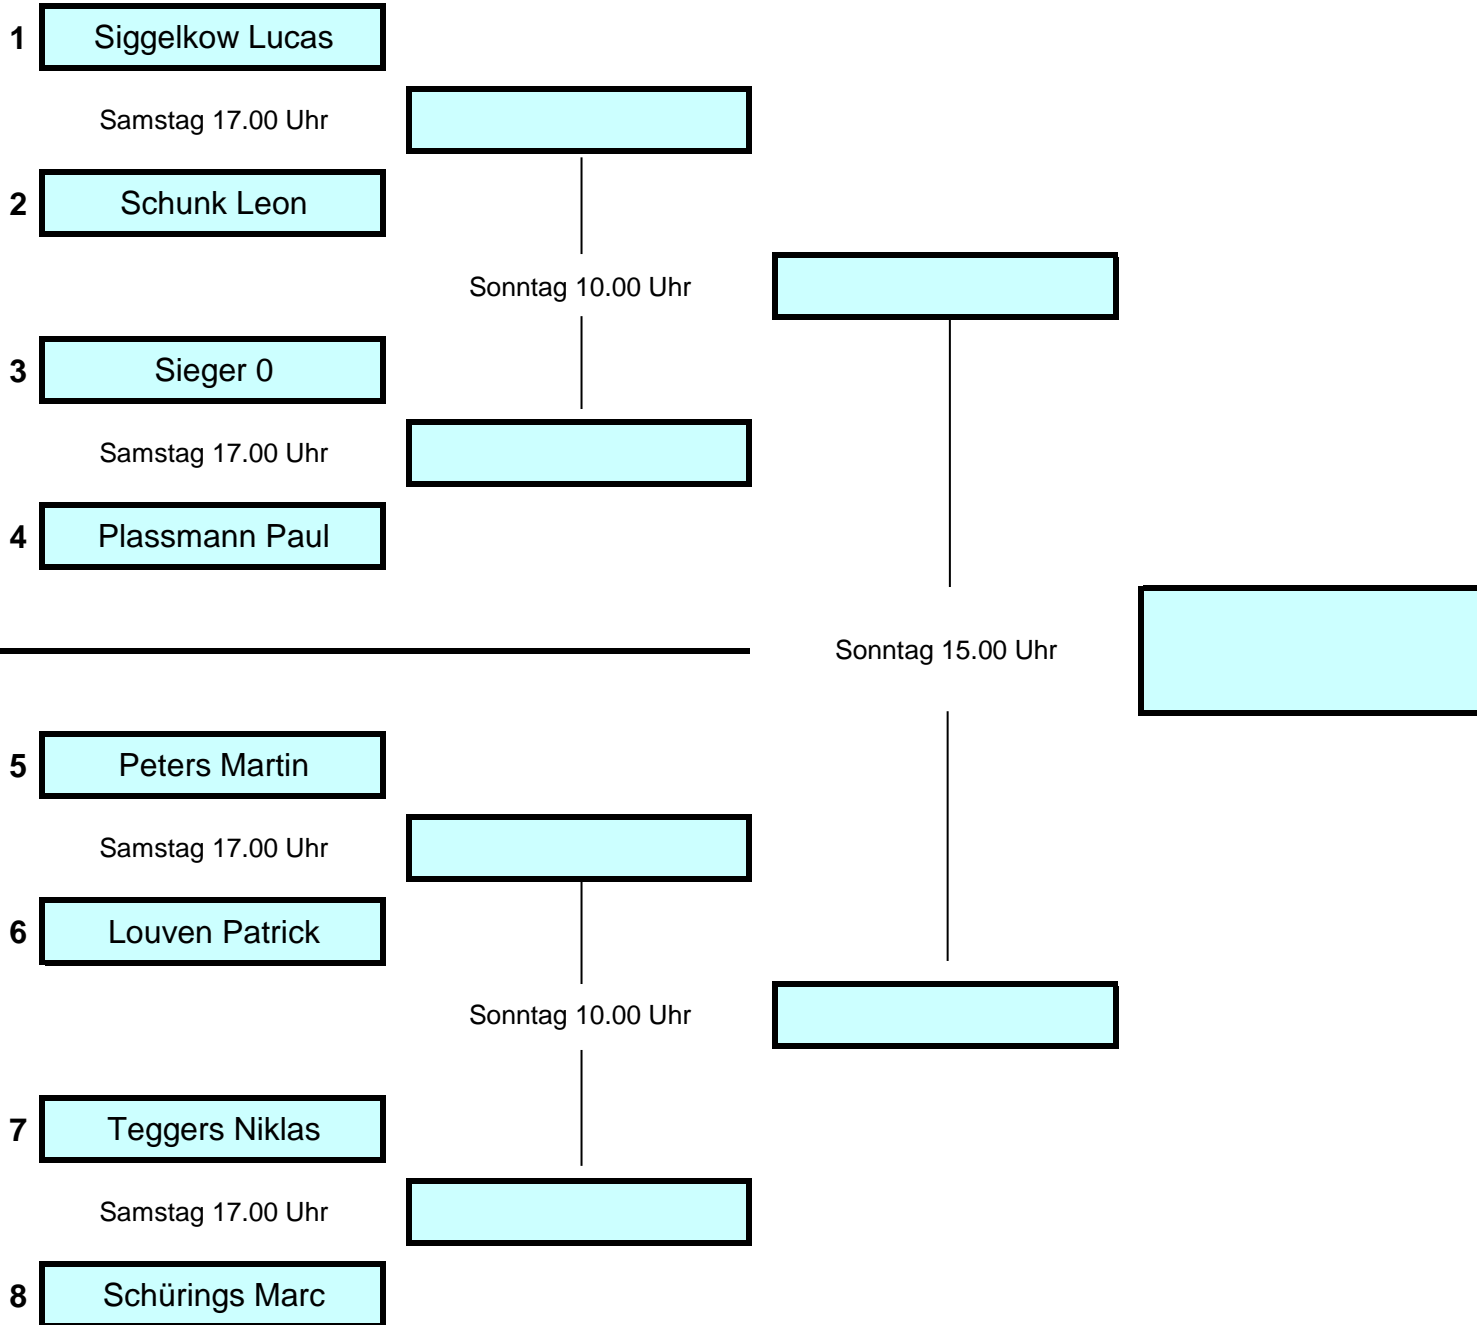 1 Siggelkow Lucas
Samstag 17.00 Uhr
2 Schunk Leon
Sonntag 10.00 Uhr
3 Sieger 0
Samstag 17.00 Uhr
4 Plassmann Paul
Sonntag 15.00 Uhr
5 Peters Martin
Samstag 17.00 Uhr
6 Louven Patrick
Sonntag 10.00 Uhr
7 Teggers Niklas
Samstag 17.00 Uhr
8 Schürings Marc